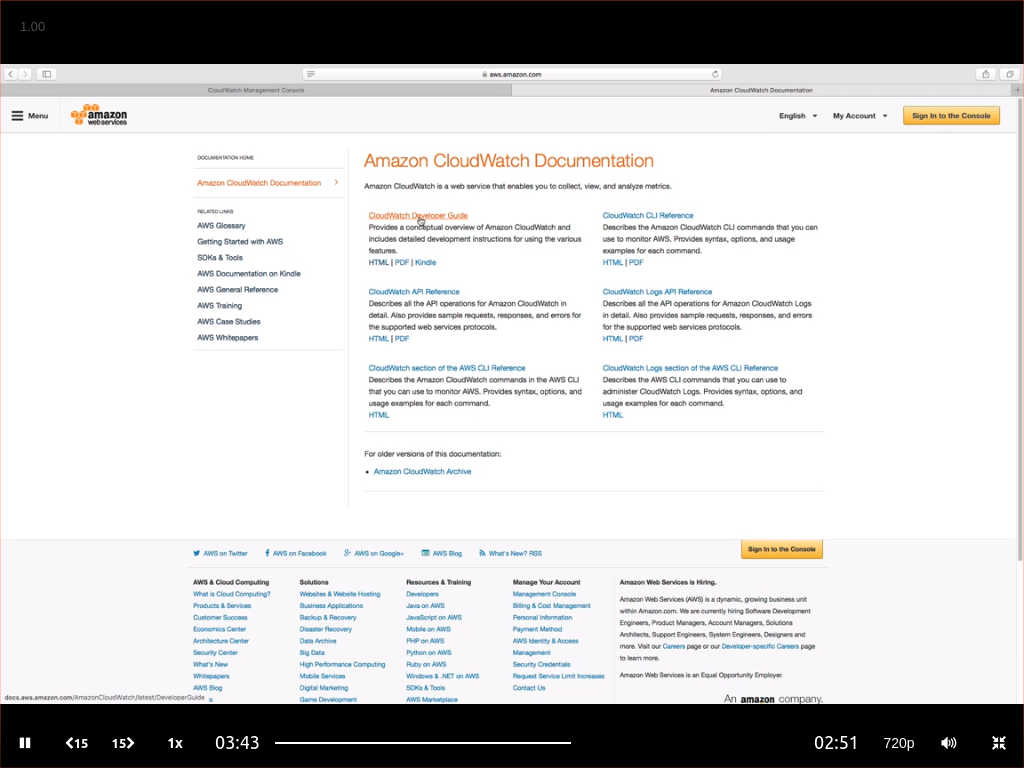 1.00
aws.amazon.com
CloudWatch Management Console
Amazon CloudWatch Documentation
Menu
amazon
webservices
English
My Account
Sign In to the Console
DOCUMENTATION HOME
Amazon CloudWatch Documentation
RELATED LINKS
AWS Glossary
Getting Started with AWS
SDKs & Tools
AWS Documentation on Kindle
AWS General Reference
AWS Training
AWS Case Studies
AWS Whitepapers
Amazon CloudWatch Documentation
Amazon CloudWatch is a web service that enables you to collect, view, and analyze metrics.
CloudWatch Developer Guide
Provides a conceptual overview of Amazon CloudWatch and
includes detailed development instructions for using the various
features.
HTML | PDF | Kindle
CloudWatch CLI Reference
Describes the Amazon CloudWatch CLI commands that you can
use to monitor AWS. Provides syntax, options, and usage
examples for each command.
HTML | PDF
CloudWatch API Reference
Describes all the API operations for Amazon CloudWatch in
detail. Also provides sample requests, responses, and errors for
the supported web services protocols.
HTML | PDF
CloudWatch Logs API Reference
Describes all the API operations for Amazon CloudWatch Logs
in detail. Also provides sample requests, responses, and errors
for the supported web services protocols.
HTML | PDF
CloudWatch section of the AWS CLI Reference
Describes the Amazon CloudWatch commands in the AWS CLI
that you can use to monitor AWS. Provides syntax, options, and
usage examples for each command.
HTML
CloudWatch Logs section of the AWS CLI Reference
Describes the AWS CLI commands that you can use to
administer CloudWatch Logs. Provides syntax, options, and
usage examples for each command.
HTML
For older versions of this documentation:
• Amazon CloudWatch Archive
AWS on Twitter
AWS on Facebook
AWS on Google+
AWS Blog
What's New? RSS
Sign In to the Console
AWS & Cloud Computing
What is Cloud Computing?
Products & Services
Customer Success
Economics Center
Architecture Center
Security Center
What's New
Whitepapers
AWS Blog
Solutions
Websites & Website Hosting
Business Applications
Backup & Recovery
Disaster Recovery
Data Archive
Big Data
High Performance Computing
Mobile Services
Digital Marketing
Game Development
Resources & Training
Developers
Java on AWS
JavaScript on AWS
Mobile on AWS
PHP on AWS
Python on AWS
Ruby on AWS
Windows & .NET on AWS
SDKs & Tools
AWS Marketplace
Manage Your Account
Management Console
Billing & Cost Management
Personal Information
Payment Method
AWS Identity & Access
Management
Security Credentials
Request Service Limit Increases
Contact Us
Amazon Web Services is Hiring.
Amazon Web Services (AWS) is a dynamic, growing business unit
within Amazon.com. We are currently hiring Software Development
Engineers, Product Managers, Account Managers, Solutions
Architects, Support Engineers, System Engineers, Designers and
more. Visit our Careers page or our Developer-specific Careers page
to learn more.
Amazon Web Services is an Equal Opportunity Employer.
An amazon company.
docs.aws.amazon.com/AmazonCloudWatch/latest/DeveloperGuide
15
15
1x
03:43
02:51
720p